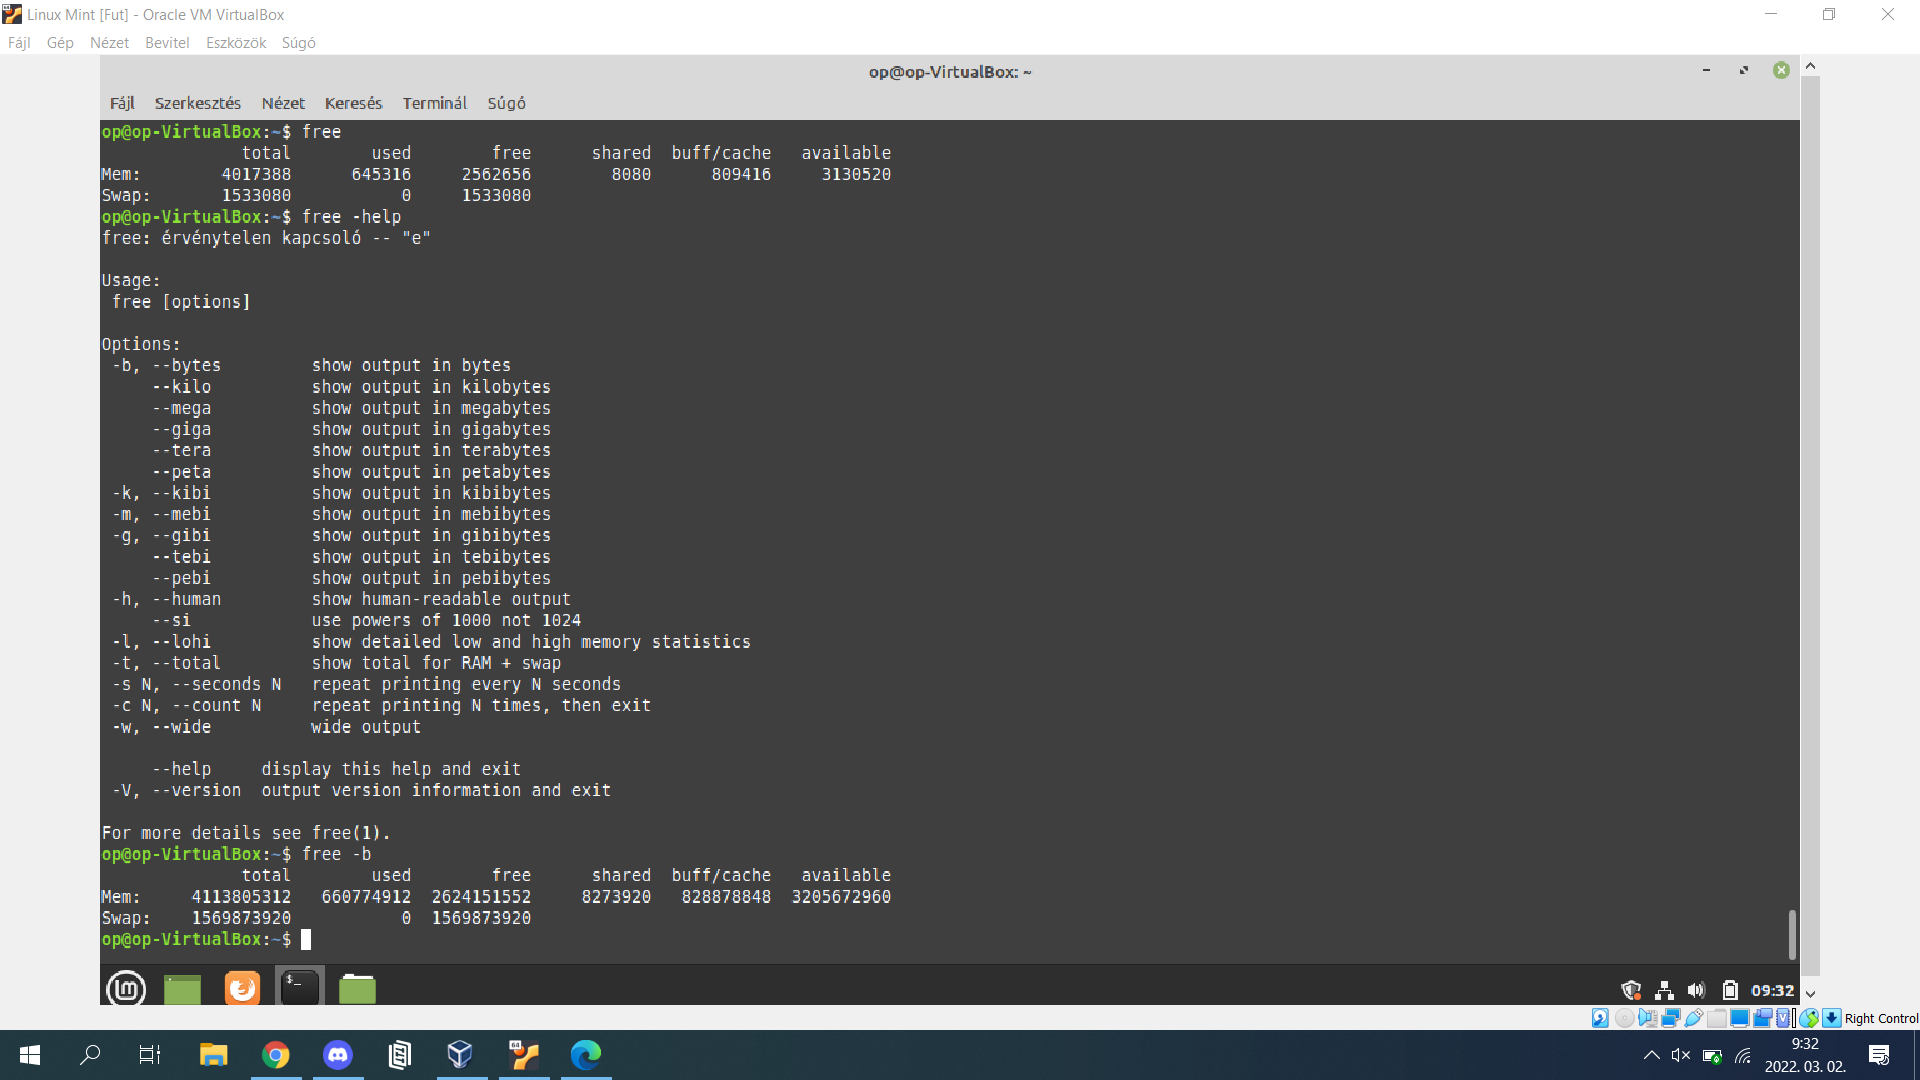 Linux Mint [Fut] - Oracle VM VirtualBox
Fájl Gép Nézet Bevitel Eszközök Súgó
op@op-VirtualBox: ~
Fájl Szerkesztés Nézet Keresés Terminál Súgó
op@op-VirtualBox:~$ free
total used free shared buff/cache available
Mem: 4017388 645316 2562656 8080 809416 3130520
Swap: 1533080 0 1533080
op@op-VirtualBox:~$ free -help
free: érvénytelen kapcsoló -- "e"
Usage:
free [options]
Options:
-b, --bytes show output in bytes
--kilo show output in kilobytes
--mega show output in megabytes
--giga show output in gigabytes
--tera show output in terabytes
--peta show output in petabytes
-k, --kibi show output in kibibytes
-m, --mebi show output in mebibytes
-g, --gibi show output in gibibytes
--tebi show output in tebibytes
--pebi show output in pebibytes
-h, --human show human-readable output
--si use powers of 1000 not 1024
-l, --lohi show detailed low and high memory statistics
-t, --total show total for RAM + swap
-s N, --seconds N repeat printing every N seconds
-c N, --count N repeat printing N times, then exit
-w, --wide wide output
--help display this help and exit
-V, --version output version information and exit
For more details see free(1).
op@op-VirtualBox:~$ free -b
total used free shared buff/cache available
Mem: 4113805312 660774912 2624151552 8273920 828878848 3205672960
Swap: 1569873920 0 1569873920
op@op-VirtualBox:~$
09:32
Right Control
9:32
2022. 03. 02.